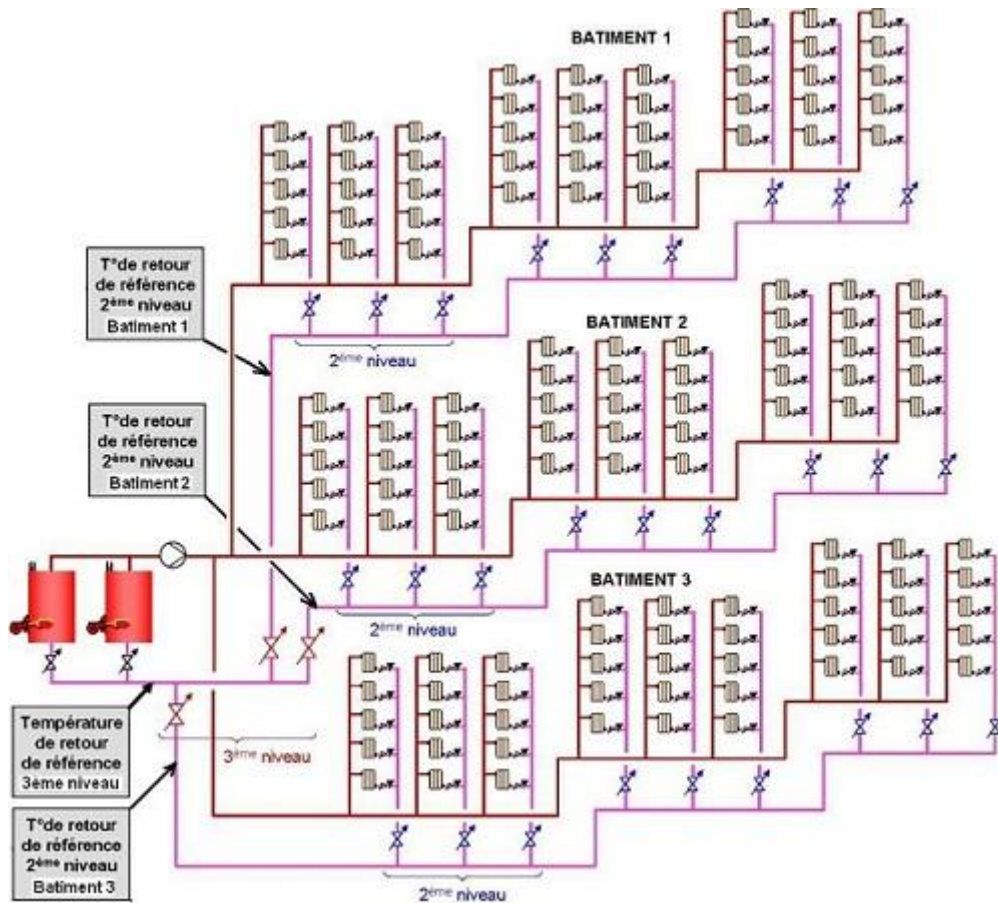 BATIMENT 1
T°de retour
de référence
2ème niveau
Batiment 1
2ème niveau
BATIMENT 2
T°de retour
de référence
2ème niveau
Batiment 2
2ème niveau
BATIMENT 3
Température
de retour
de référence
3ème niveau
3ème niveau
T°de retour
de référence
2ème niveau
Batiment 3
2ème niveau